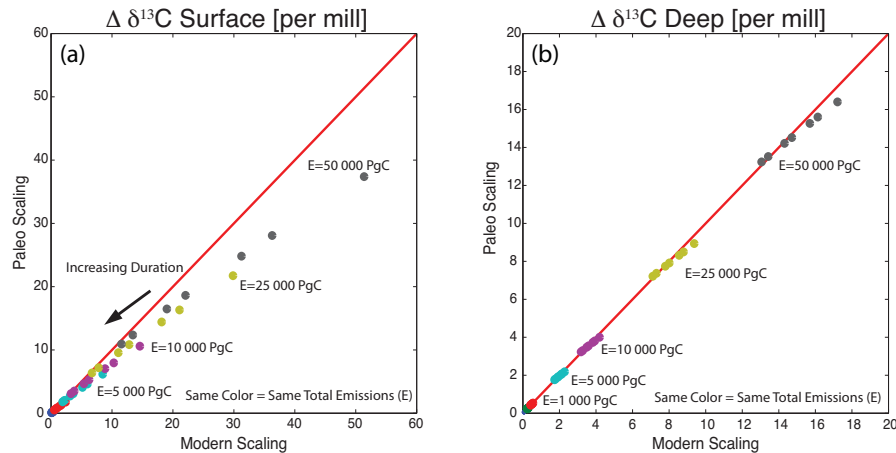 Δ δ¹³C Surface [per mill]
(a)
60
50
40
30
20
10
0
Paleo Scaling
E=50 000 PgC
Increasing Duration
E=25 000 PgC
E=10 000 PgC
E=5 000 PgC
Same Color = Same Total Emissions (E)
0 10 20 30 40 50 60
Modern Scaling
Δ δ¹³C Deep [per mill]
(b)
20
18
16
14
12
10
8
6
4
2
0
Paleo Scaling
E=50 000 PgC
E=25 000 PgC
E=10 000 PgC
E=5 000 PgC
E=1 000 PgC
Same Color = Same Total Emissions (E)
0 2 4 6 8 10 12 14 16 18 20
Modern Scaling